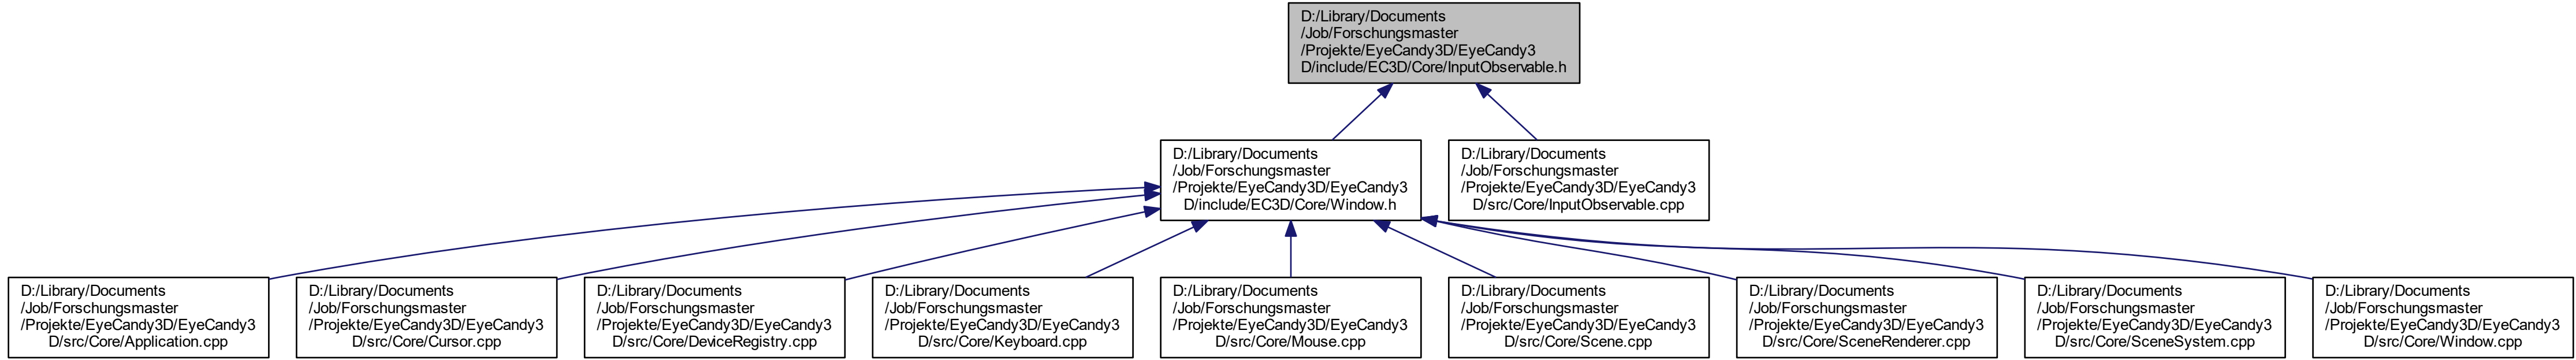 D:/Library/Documents
/Job/Forschungsmaster
/Projekte/EyeCandy3D/EyeCandy3
D/include/EC3D/Core/InputObservable.h
D:/Library/Documents
/Job/Forschungsmaster
/Projekte/EyeCandy3D/EyeCandy3
D/include/EC3D/Core/Window.h
D:/Library/Documents
/Job/Forschungsmaster
/Projekte/EyeCandy3D/EyeCandy3
D/src/Core/InputObservable.cpp
D:/Library/Documents
/Job/Forschungsmaster
/Projekte/EyeCandy3D/EyeCandy3
D/src/Core/Application.cpp
D:/Library/Documents
/Job/Forschungsmaster
/Projekte/EyeCandy3D/EyeCandy3
D/src/Core/Cursor.cpp
D:/Library/Documents
/Job/Forschungsmaster
/Projekte/EyeCandy3D/EyeCandy3
D/src/Core/DeviceRegistry.cpp
D:/Library/Documents
/Job/Forschungsmaster
/Projekte/EyeCandy3D/EyeCandy3
D/src/Core/Keyboard.cpp
D:/Library/Documents
/Job/Forschungsmaster
/Projekte/EyeCandy3D/EyeCandy3
D/src/Core/Mouse.cpp
D:/Library/Documents
/Job/Forschungsmaster
/Projekte/EyeCandy3D/EyeCandy3
D/src/Core/Scene.cpp
D:/Library/Documents
/Job/Forschungsmaster
/Projekte/EyeCandy3D/EyeCandy3
D/src/Core/SceneRenderer.cpp
D:/Library/Documents
/Job/Forschungsmaster
/Projekte/EyeCandy3D/EyeCandy3
D/src/Core/SceneSystem.cpp
D:/Library/Documents
/Job/Forschungsmaster
/Projekte/EyeCandy3D/EyeCandy3
D/src/Core/Window.cpp